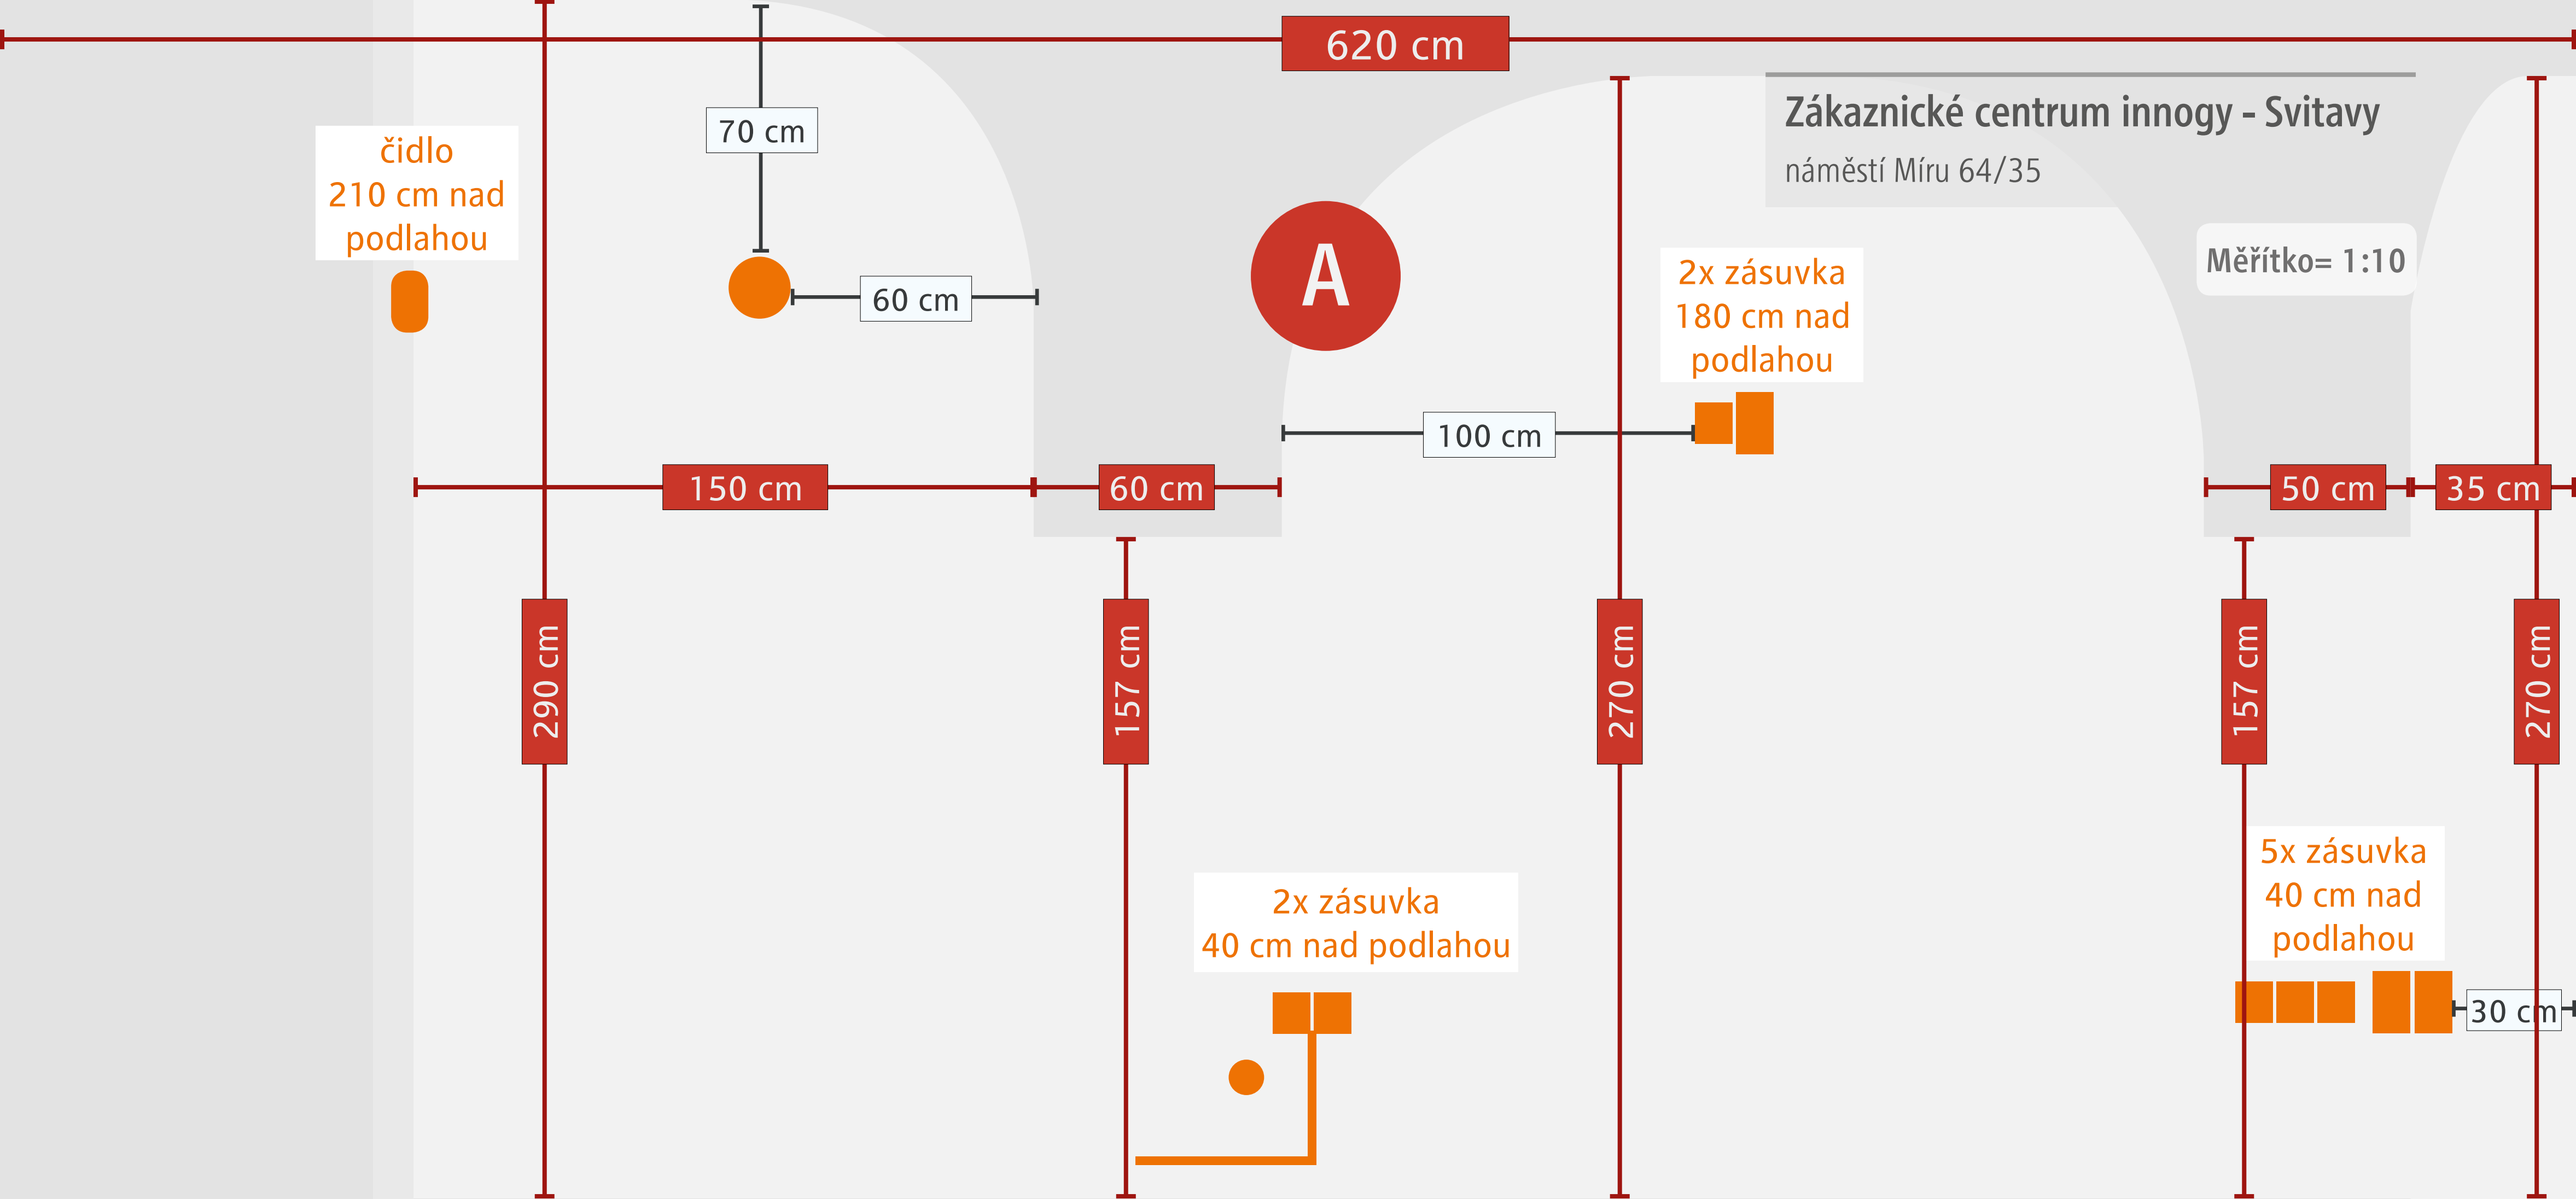 620 cm
Zákaznické centrum innogy - Svitavy
náměstí Míru 64/35
70 cm
čidlo
210 cm nad
podlahou
60 cm
A
2x zásuvka
180 cm nad
podlahou
Měřítko= 1:10
100 cm
150 cm
60 cm
50 cm
35 cm
290 cm
157 cm
270 cm
157 cm
270 cm
2x zásuvka
40 cm nad podlahou
5x zásuvka
40 cm nad
podlahou
30 cm